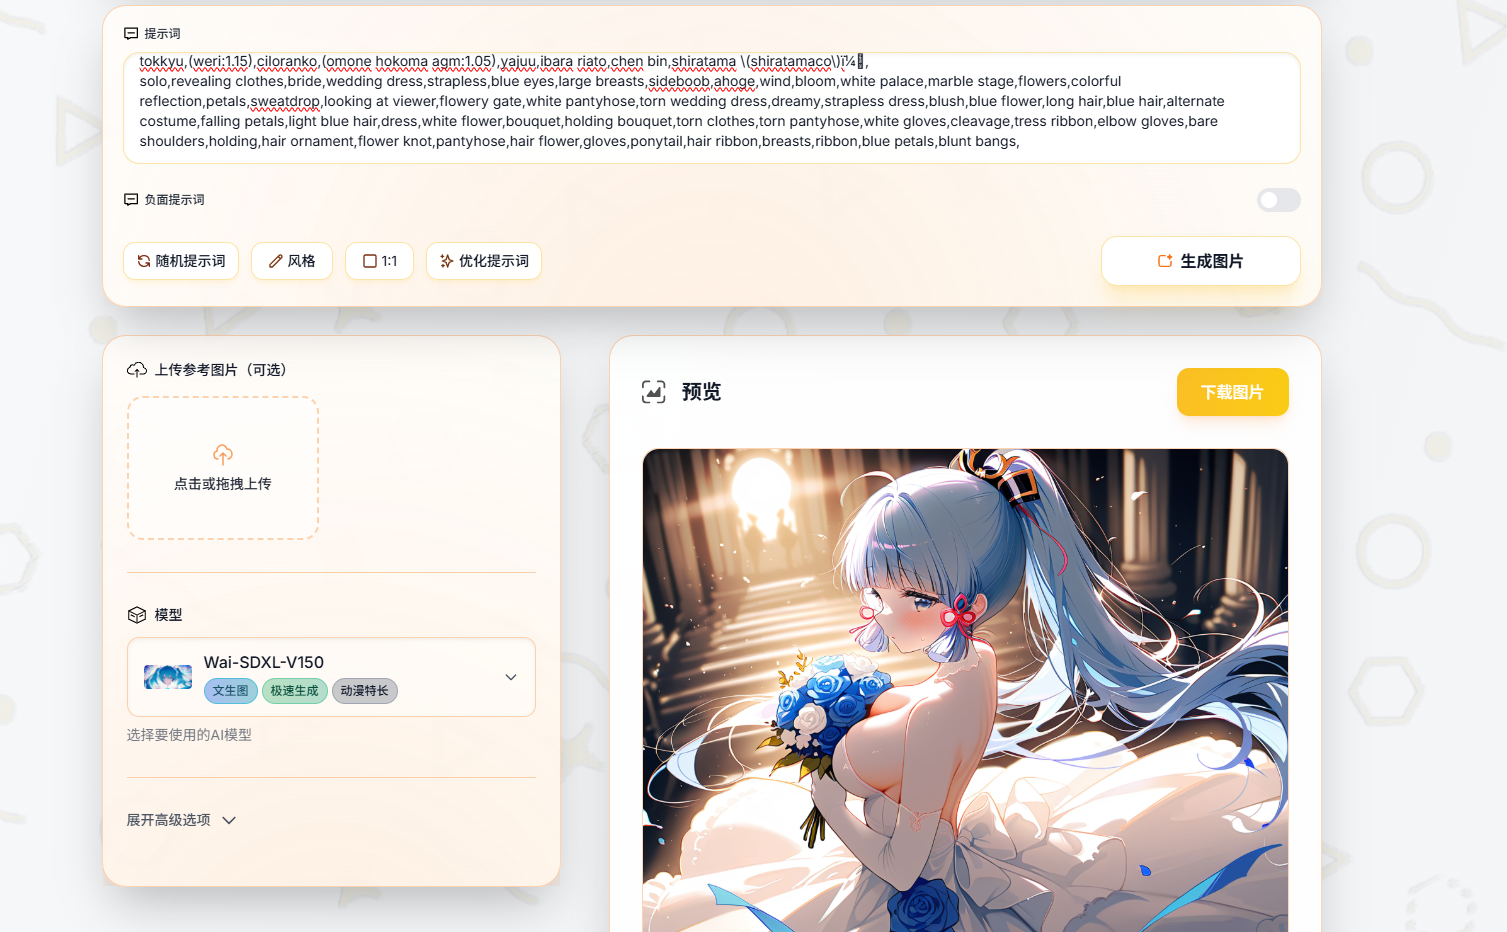 提示词
tokkyu,(weri:1.15),ciloranko,(omone hokoma agm:1.05),yajuu,ibara riato,chen bin,shiratama \(shiratamaco\)ï¼,
solo,revealing clothes,bride,wedding dress,strapless,blue eyes,large breasts,sideboob,ahoge,wind,bloom,white palace,marble stage,flowers,colorful
reflection,petals,sweatdrop,looking at viewer,flowery gate,white pantyhose,torn wedding dress,dreamy,strapless dress,blush,blue flower,long hair,blue hair,alternate
costume,falling petals,light blue hair,dress,white flower,bouquet,holding bouquet,torn clothes,torn pantyhose,white gloves,cleavage,tress ribbon,elbow gloves,bare
shoulders,holding,hair ornament,flower knot,pantyhose,hair flower,gloves,ponytail,hair ribbon,breasts,ribbon,blue petals,blunt bangs,
负面提示词
随机提示词 风格 1:1 优化提示词 生成图片
上传参考图片（可选）
点击或拖拽上传
模型
Wai-SDXL-V150
文生图 极速生成 动漫特长
选择要使用的AI模型
展开高级选项
预览 下载图片